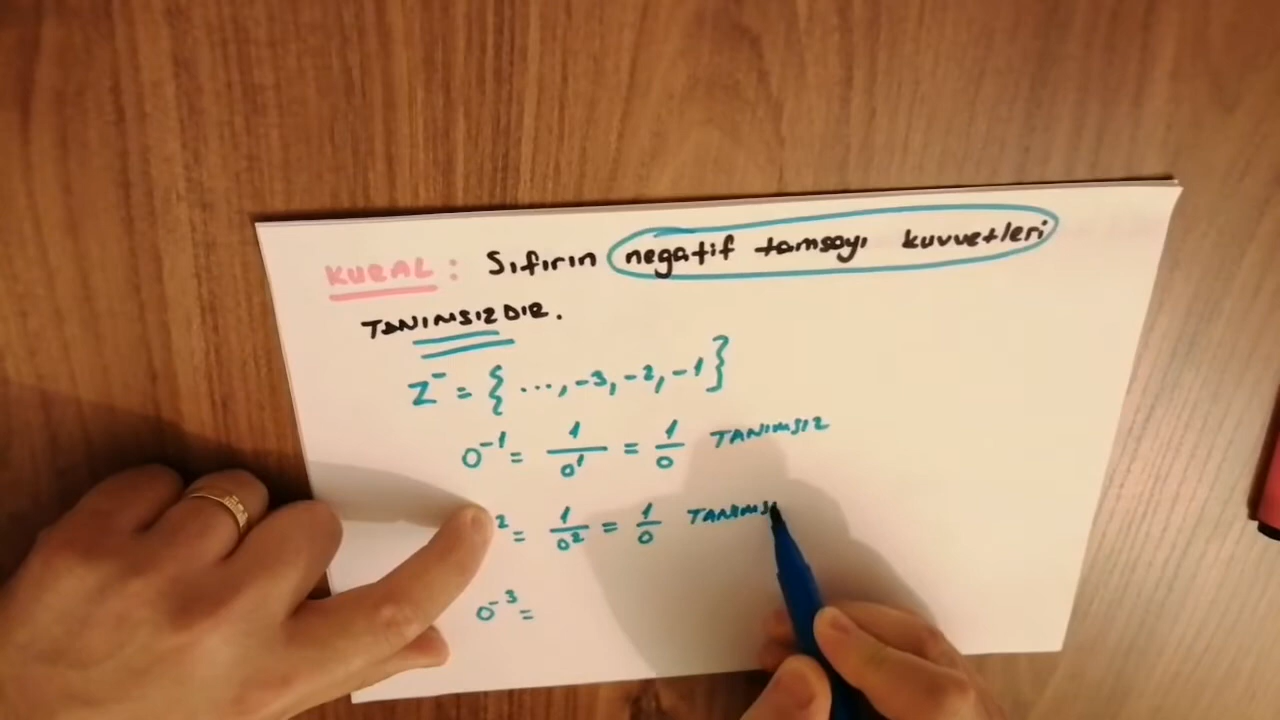 KURAL : Sıfırın negatif tamsayı kuvvetleri
TANIMSIZDIR.
Z⁻ = { ..., -3, -2, -1 }
0⁻¹ = 1/0¹ = 1/0 TANIMSIZ
² = 1/0² = 1/0 TANIMS
0⁻³ =